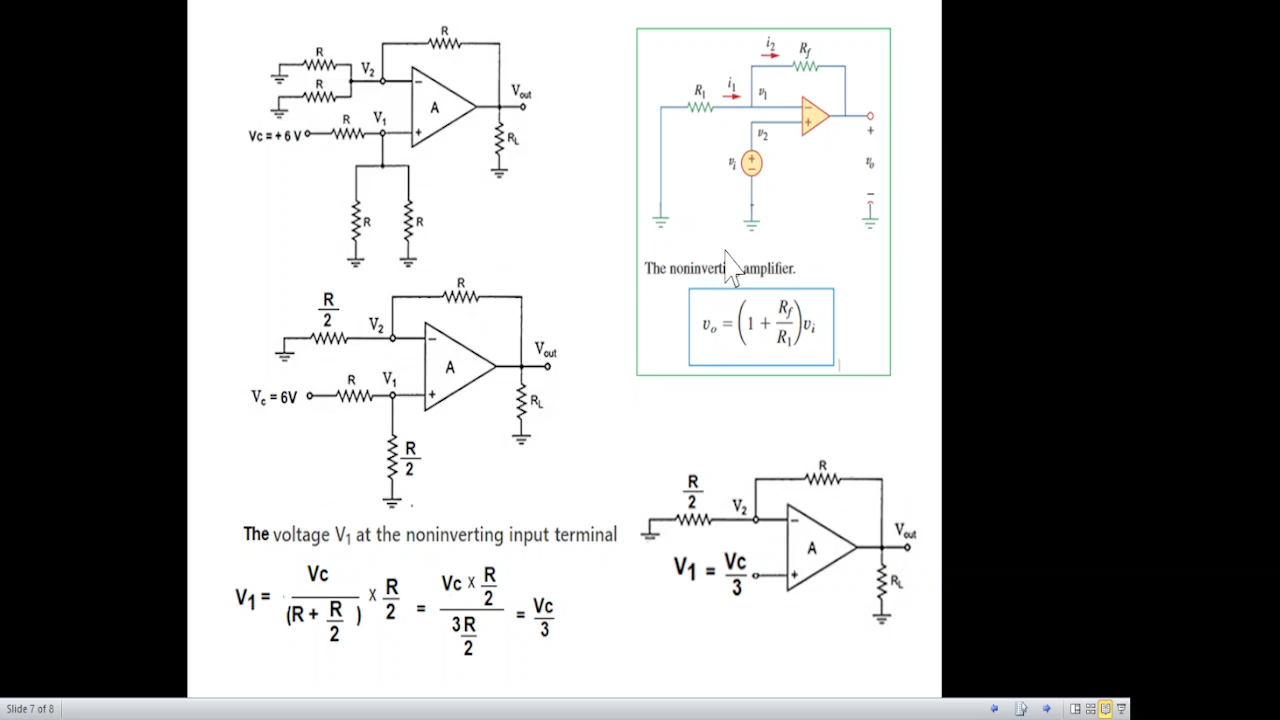 R
R
V2
R
A
Vout
Vc = +6 V
R
V1
RL
R
R
i2
Rf
R1
i1
v1
v2
vi
+
vo
−
The noninverti amplifier.
vo = (1 + Rf/R1) vi
R
R/2
V2
A
Vout
Vc = 6V
R
V1
RL
R/2
The voltage V1 at the noninverting input terminal
V1 = Vc/(R + R/2) × R/2 = (Vc × R/2)/(3R/2) = Vc/3
R
R/2
V2
A
Vout
V1 = Vc/3
RL
Slide 7 of 8